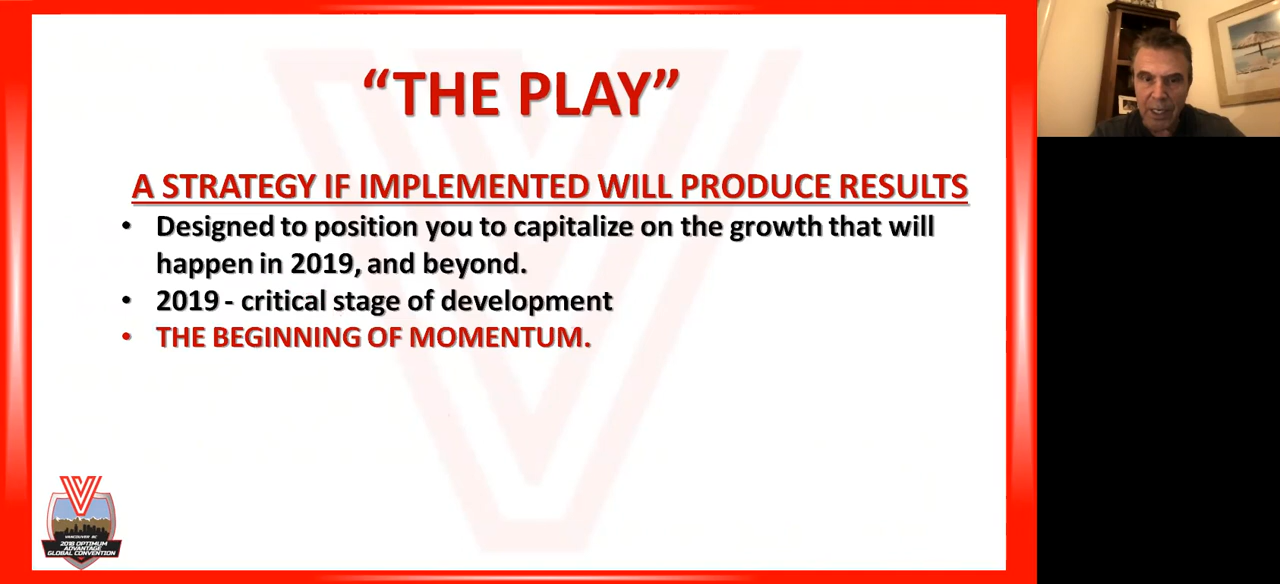 “THE PLAY”
A STRATEGY IF IMPLEMENTED WILL PRODUCE RESULTS
• Designed to position you to capitalize on the growth that will
happen in 2019, and beyond.
• 2019 - critical stage of development
• THE BEGINNING OF MOMENTUM.
VANCOUVER BC
2018 OPTIMUM
ADVANTAGE
GLOBAL CONVENTION